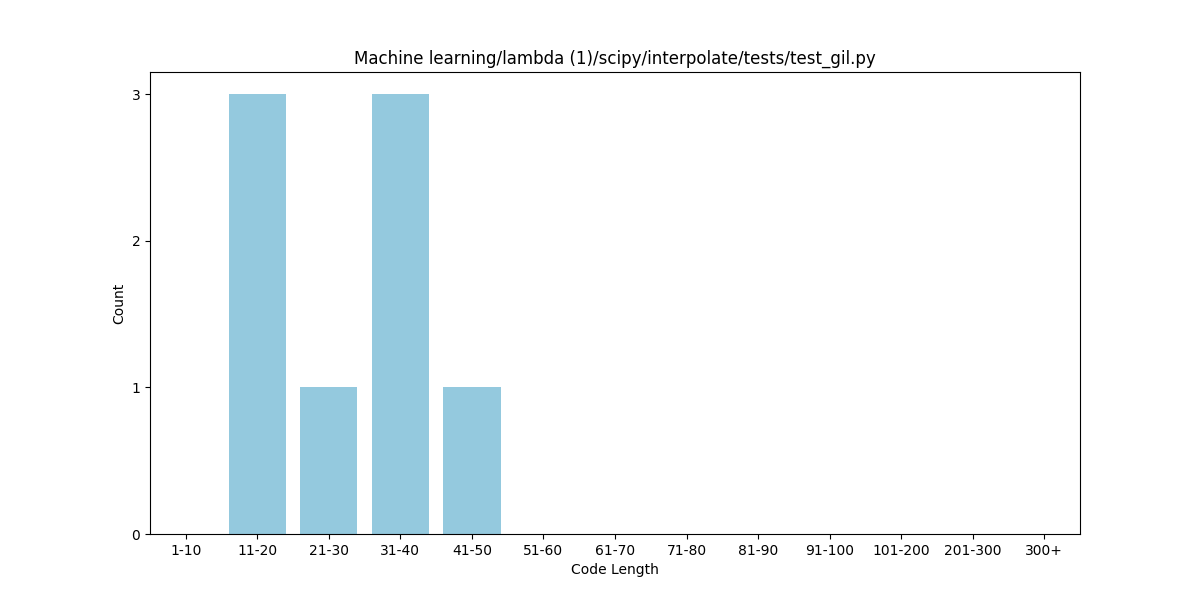 Machine learning/lambda (1)/scipy/interpolate/tests/test_gil.py
3
2
1
0
Count
1-10 11-20 21-30 31-40 41-50 51-60 61-70 71-80 81-90 91-100 101-200 201-300 300+
Code Length